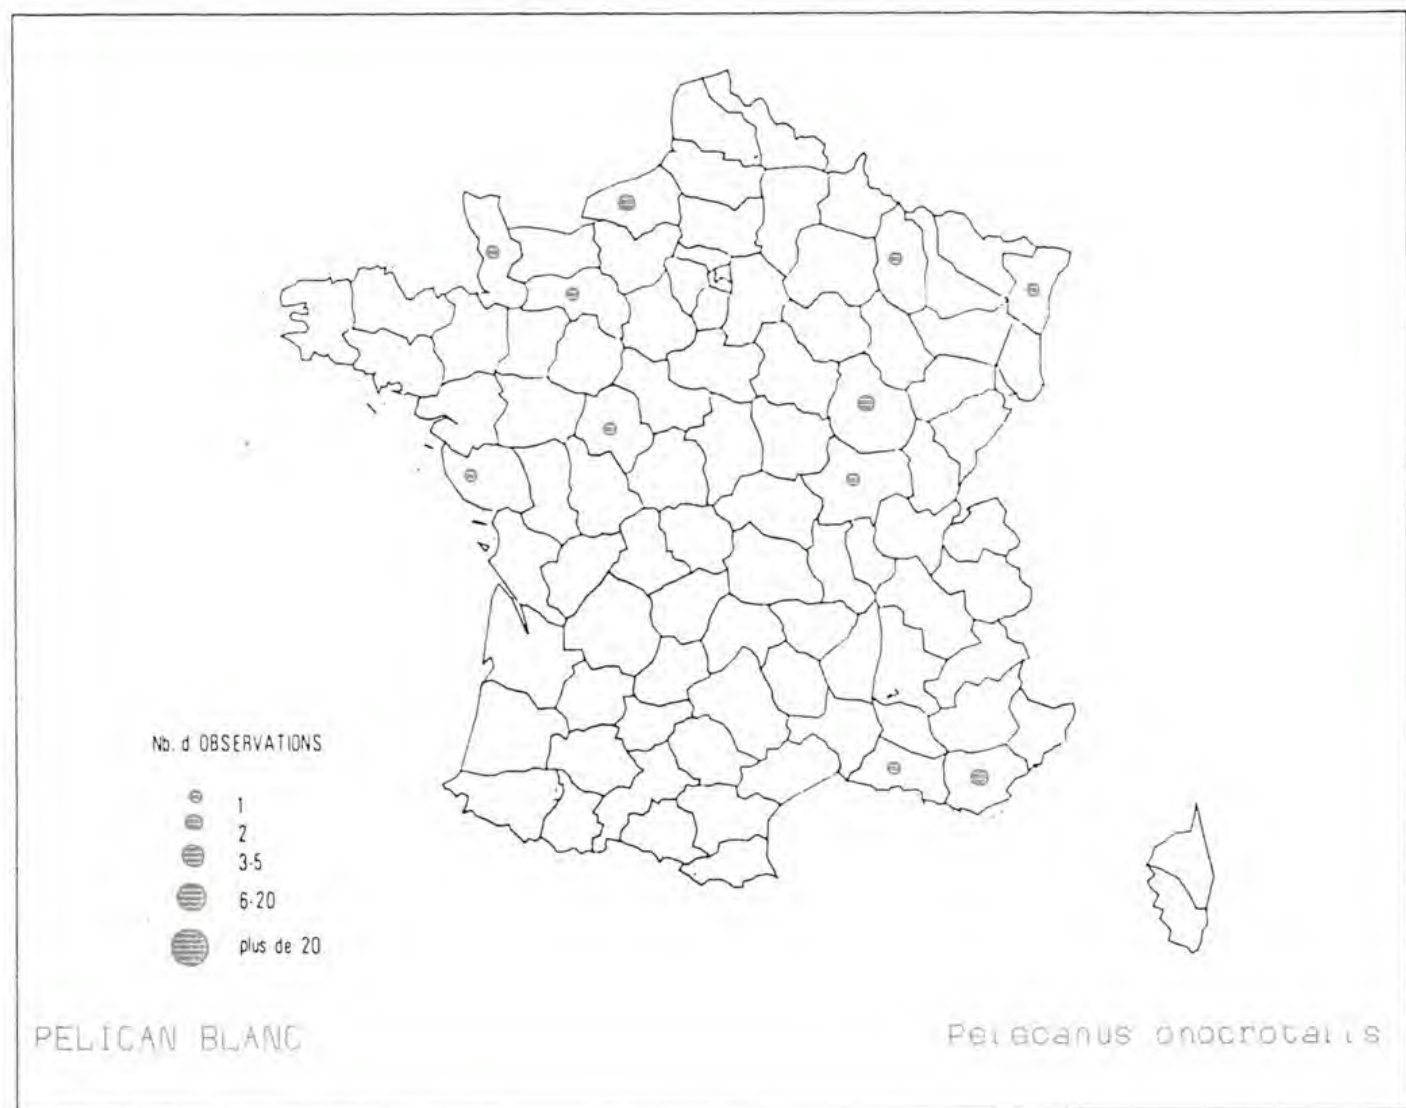 Nb. d OBSERVATIONS
1
2
3-5
6-20
plus de 20
PELICAN BLANC
Pelecanus onocrotalis